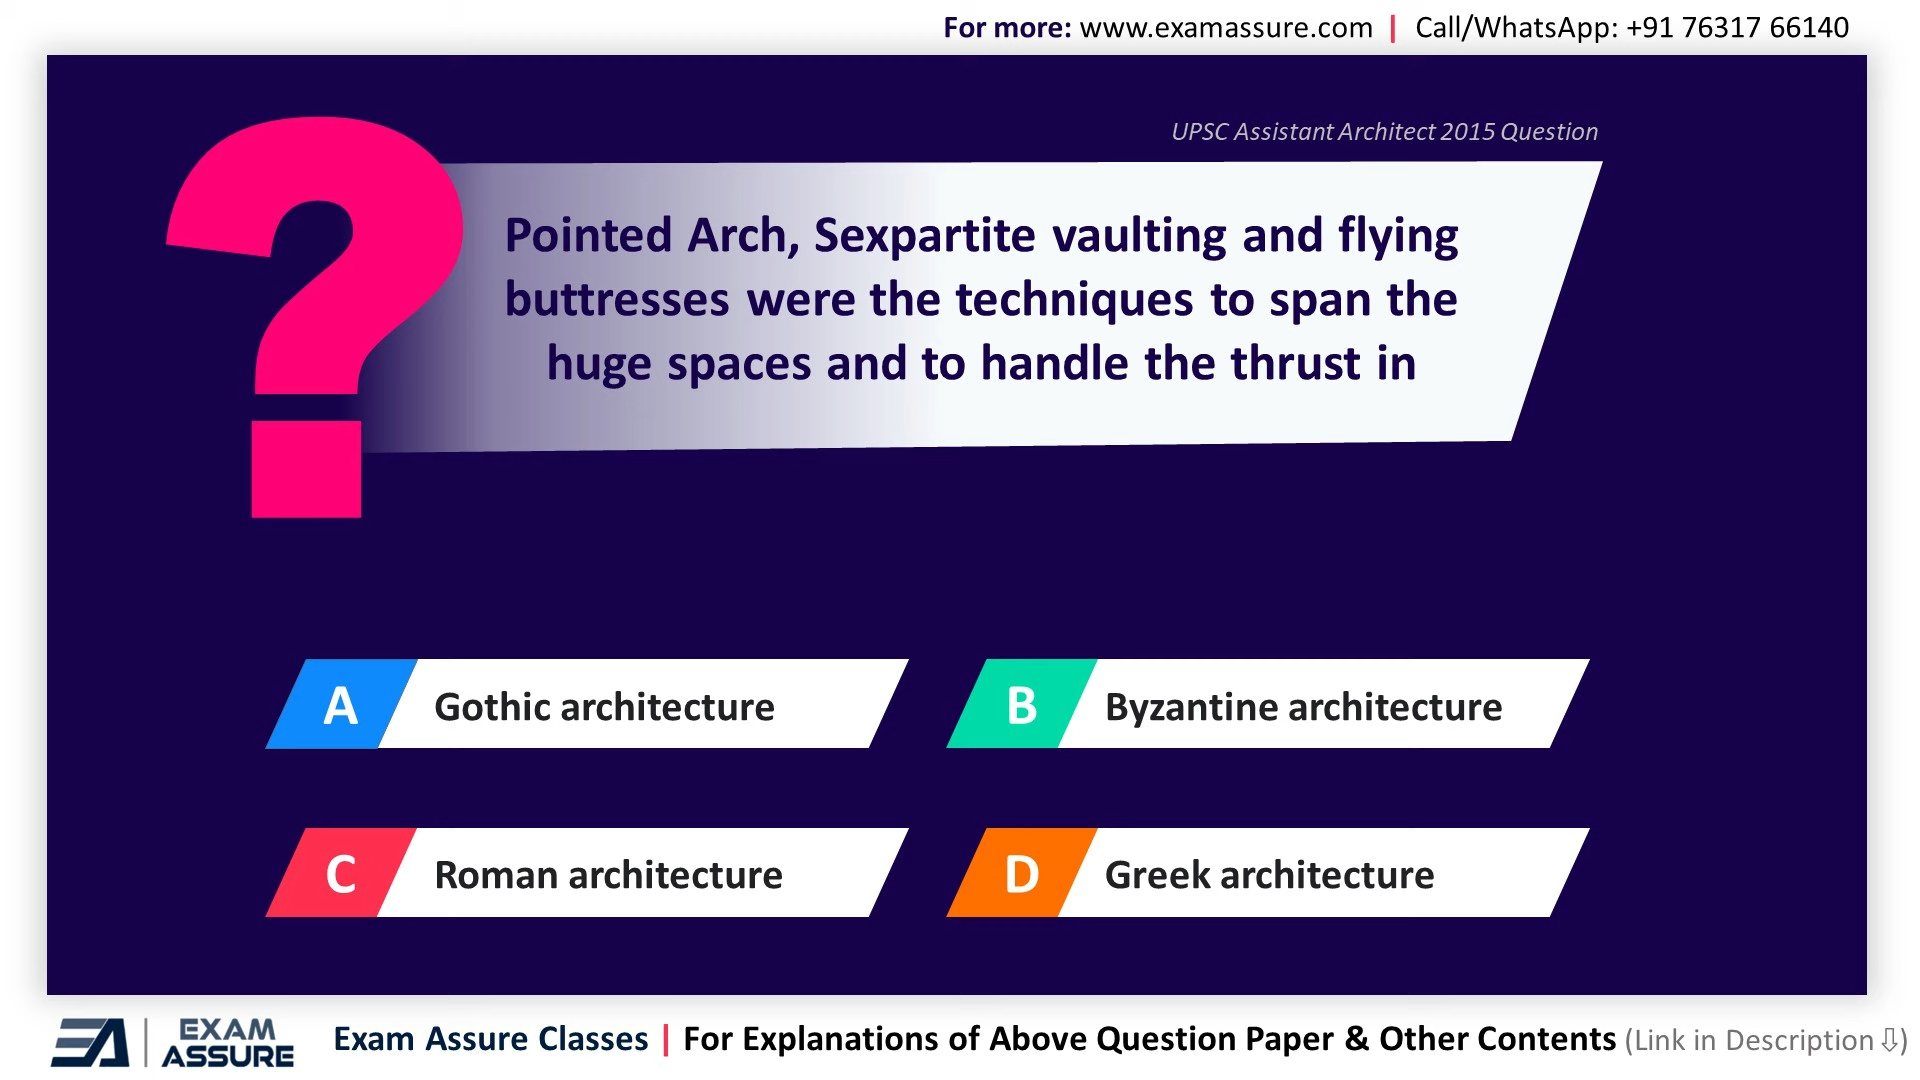 For more: www.examassure.com | Call/WhatsApp: +91 76317 66140
UPSC Assistant Architect 2015 Question
?
Pointed Arch, Sexpartite vaulting and flying
buttresses were the techniques to span the
huge spaces and to handle the thrust in
A Gothic architecture
B Byzantine architecture
C Roman architecture
D Greek architecture
EA | EXAM
ASSURE
Exam Assure Classes | For Explanations of Above Question Paper & Other Contents (Link in Description ⇩)